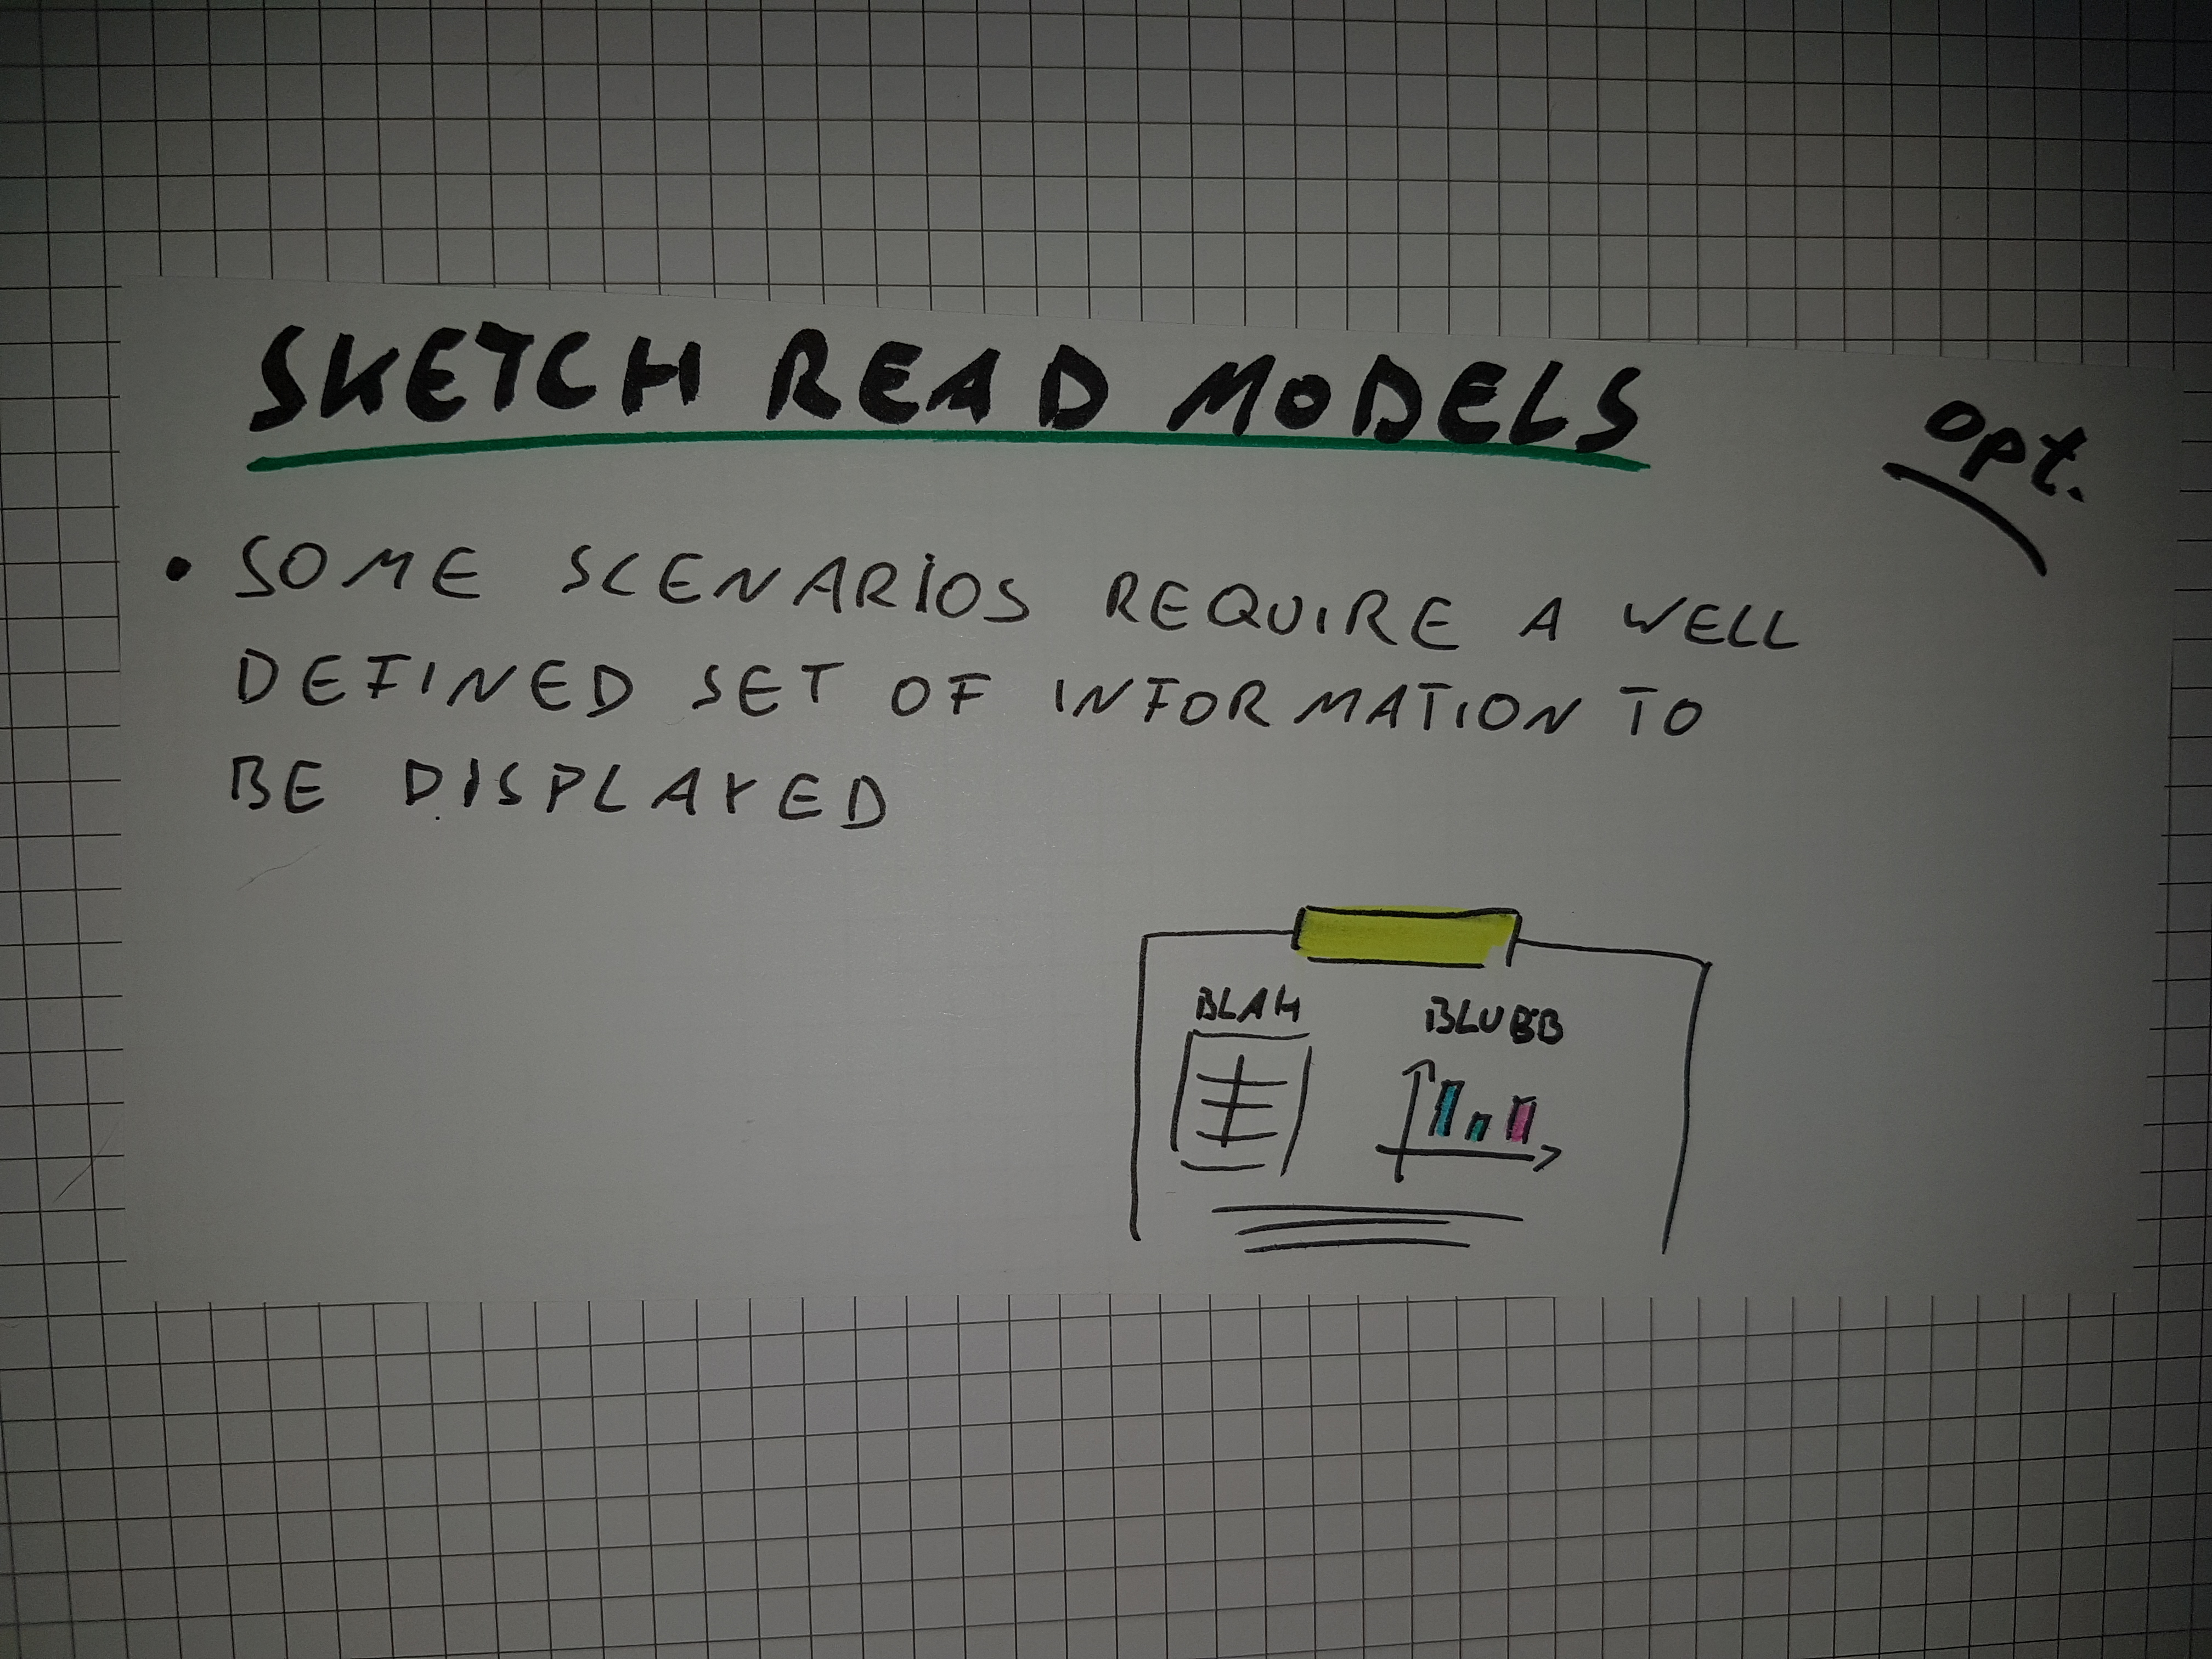 SKETCH READ MODELS
opt.
• SOME SCENARIOS REQUIRE A WELL
DEFINED SET OF INFORMATION TO
BE DISPLAYED
BLAH
BLUBB